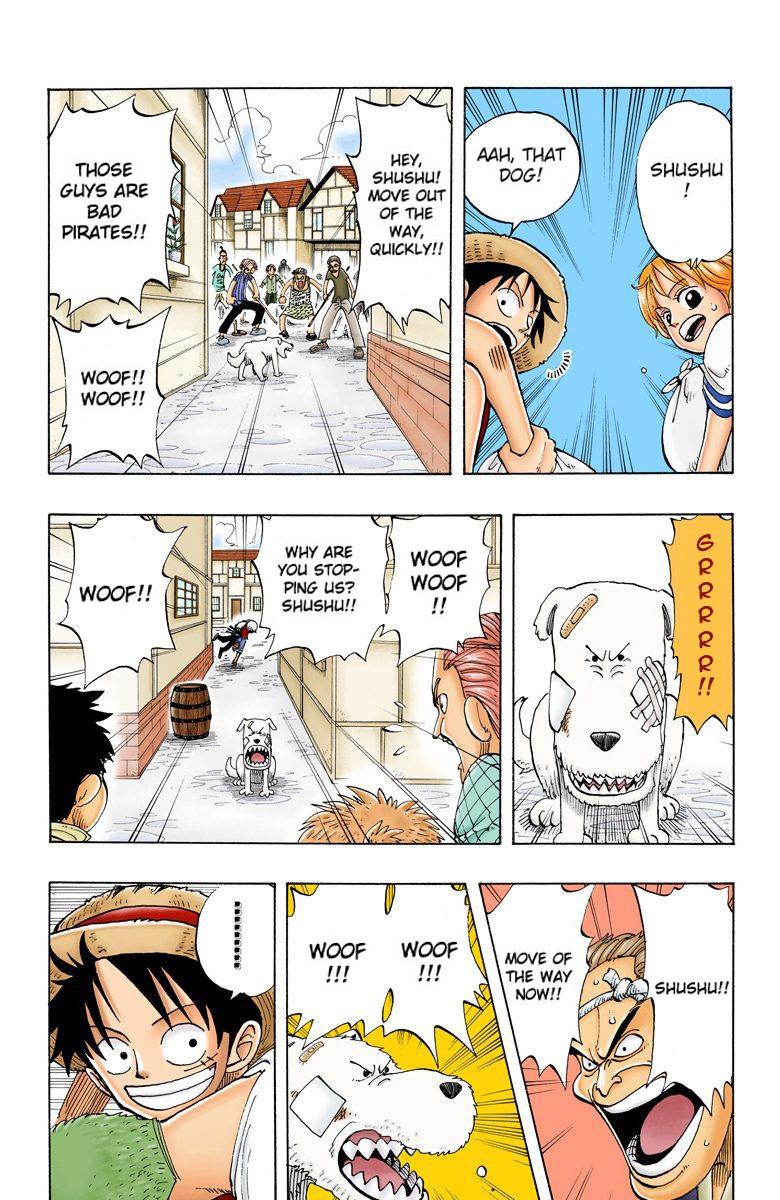 SHUSHU
!
AAH, THAT
DOG!
HEY,
SHUSHU!
MOVE OUT
OF THE
WAY,
QUICKLY!!
THOSE
GUYS ARE
BAD
PIRATES!!
WOOF!!
WOOF!!
GRRRRR!!
WOOF
WOOF
!!
WHY ARE
YOU STOP-
PING US?
SHUSHU!!
WOOF!!
SHUSHU!!
MOVE OF
THE WAY
NOW!!
WOOF
!!!
WOOF
!!!
.........